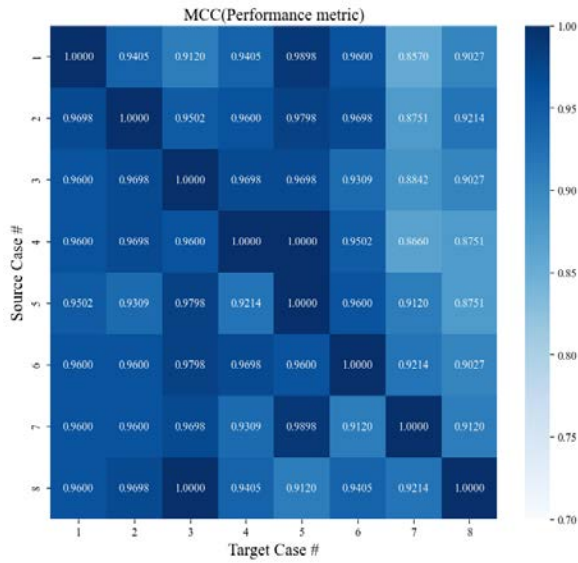 MCC(Performance metric)
1 1.0000 0.9405 0.9120 0.9405 0.9898 0.9600 0.8570 0.9027
2 0.9698 1.0000 0.9502 0.9600 0.9798 0.9698 0.8751 0.9214
3 0.9600 0.9698 1.0000 0.9698 0.9698 0.9309 0.8842 0.9027
4 0.9600 0.9698 0.9600 1.0000 1.0000 0.9502 0.8660 0.8751
5 0.9502 0.9309 0.9798 0.9214 1.0000 0.9600 0.9120 0.8751
6 0.9600 0.9600 0.9798 0.9698 0.9600 1.0000 0.9214 0.9027
7 0.9600 0.9600 0.9698 0.9309 0.9898 0.9120 1.0000 0.9120
8 0.9600 0.9698 1.0000 0.9405 0.9120 0.9405 0.9214 1.0000
1 2 3 4 5 6 7 8
Target Case #
Source Case #
1.00
0.95
0.90
0.85
0.80
0.75
0.70